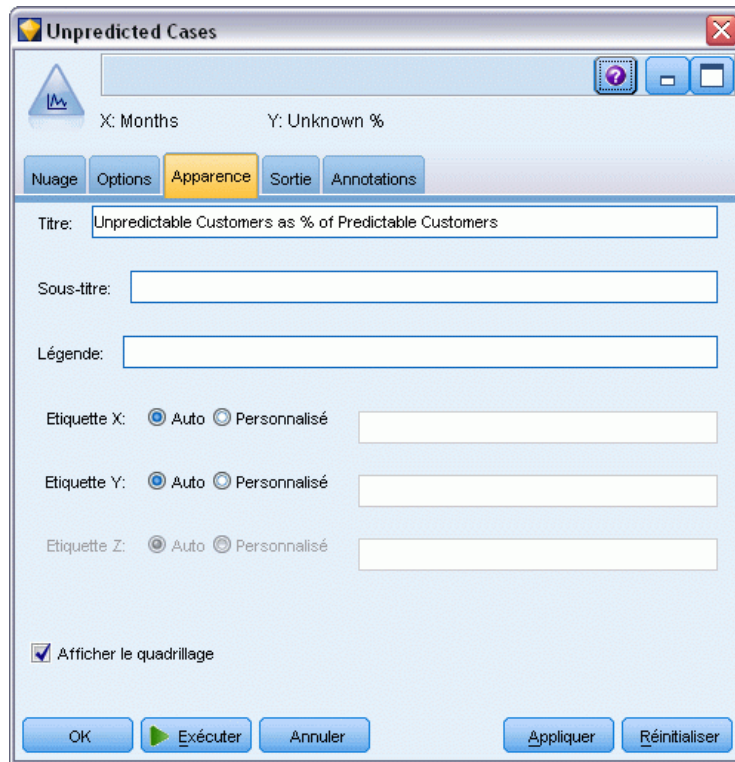 Unpredicted Cases
X: Months Y: Unknown %
Nuage Options Apparence Sortie Annotations
Titre: Unpredictable Customers as % of Predictable Customers
Sous-titre:
Légende:
Etiquette X: Auto Personnalisé
Etiquette Y: Auto Personnalisé
Etiquette Z: Auto Personnalisé
Afficher le quadrillage
OK Exécuter Annuler Appliquer Réinitialiser